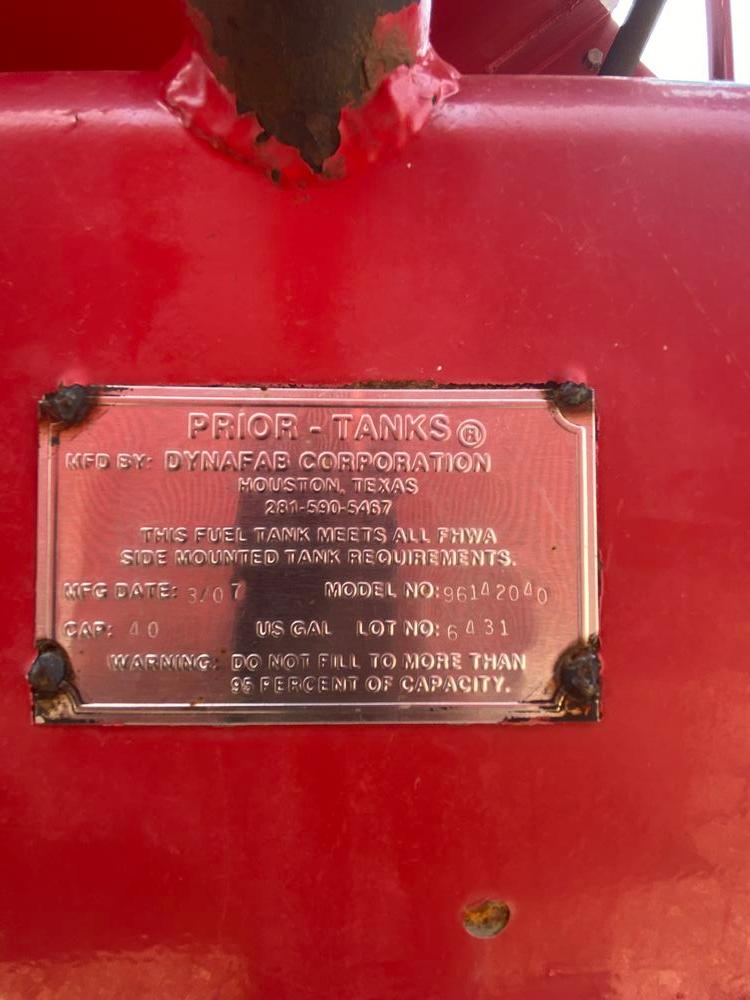 PRIOR - TANKS ®
MFD BY: DYNAFAB CORPORATION
HOUSTON, TEXAS
281-590-5467
THIS FUEL TANK MEETS ALL FHWA
SIDE MOUNTED TANK REQUIREMENTS.
MFG DATE: 3/07 MODEL NO: 96142040
CAP: 40 US GAL LOT NO: 6431
WARNING: DO NOT FILL TO MORE THAN
95 PERCENT OF CAPACITY.